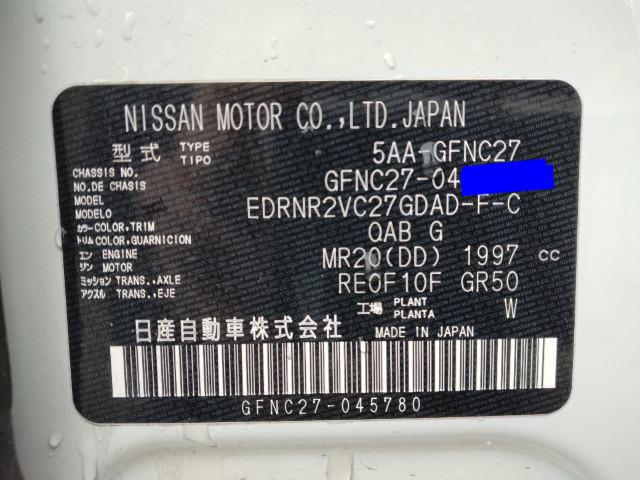 NISSAN MOTOR CO.,LTD.JAPAN
型式 TYPE TIPO 5AA-GFNC27
CHASSIS NO. NO.DE CHASIS GFNC27-04
MODEL MODELO EDRNR2VC27GDAD-F-C
カラー COLOR,TRIM トリム COLOR,GUARNICION QAB G
エン ENGINE ジン MOTOR MR20(DD) 1997 cc
ミッション TRANS.,AXLE アクスル TRANS.,EJE RE0F10F GR50
工場 PLANT PLANTA W
日産自動車株式会社 MADE IN JAPAN
GFNC27-045780